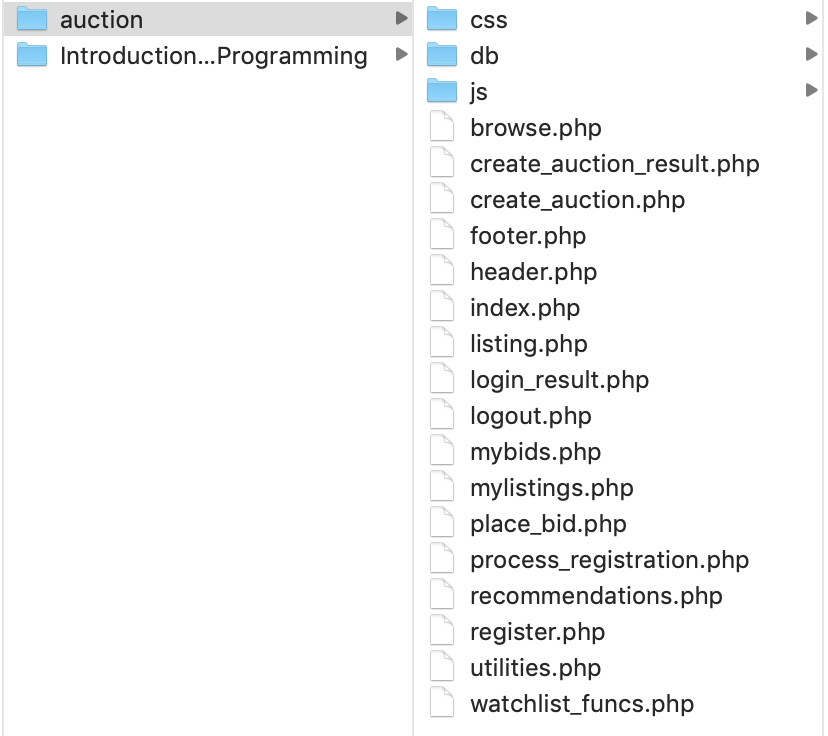 auction
Introduction...Programming
css
db
js
browse.php
create_auction_result.php
create_auction.php
footer.php
header.php
index.php
listing.php
login_result.php
logout.php
mybids.php
mylistings.php
place_bid.php
process_registration.php
recommendations.php
register.php
utilities.php
watchlist_funcs.php